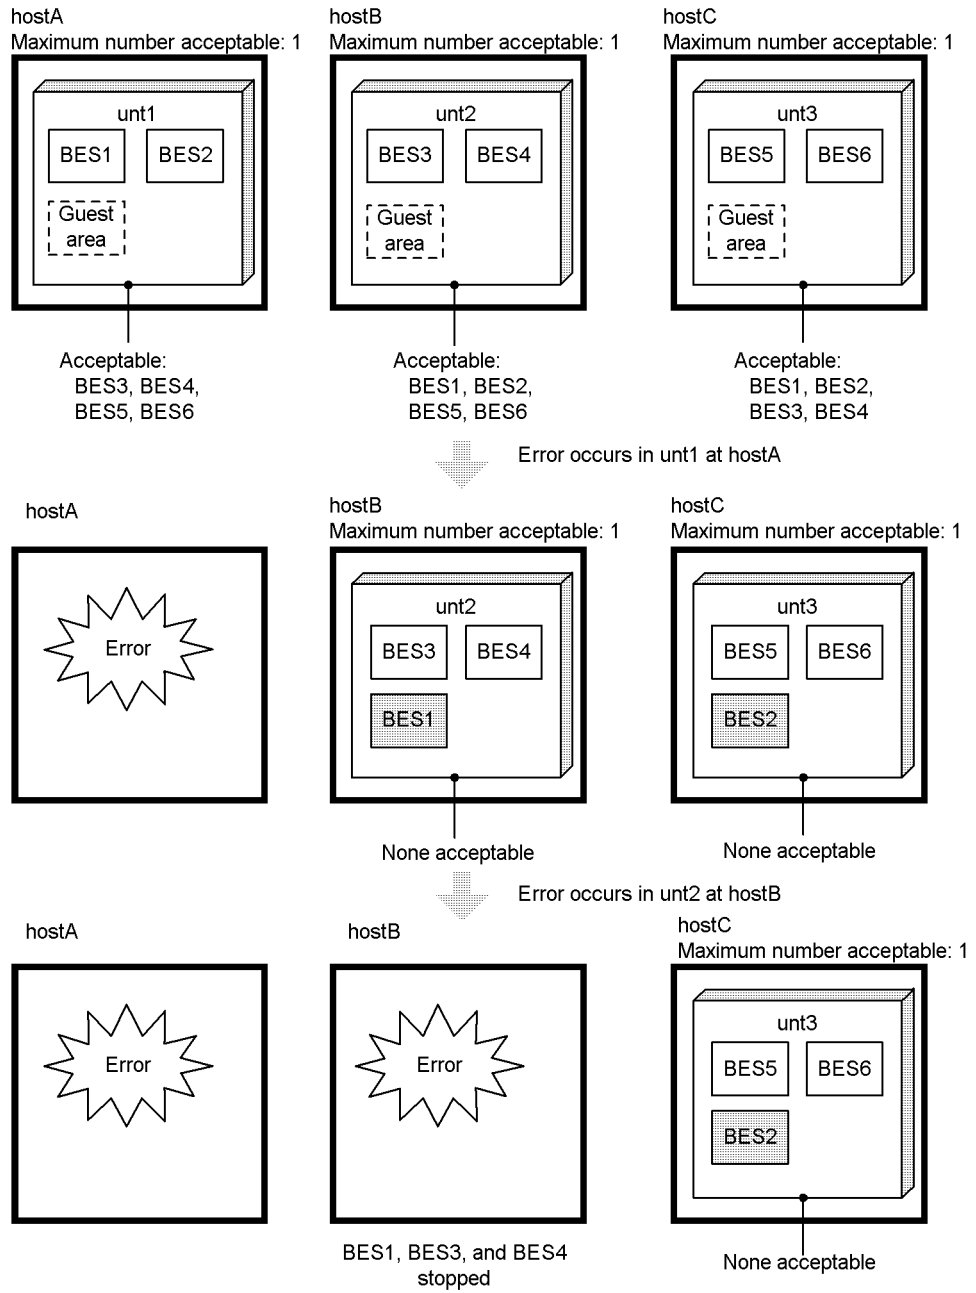 hostA
Maximum number acceptable: 1
hostB
Maximum number acceptable: 1
hostC
Maximum number acceptable: 1
unt1
BES1
BES2
Guest
area
unt2
BES3
BES4
Guest
area
unt3
BES5
BES6
Guest
area
Acceptable:
BES3, BES4,
BES5, BES6
Acceptable:
BES1, BES2,
BES5, BES6
Acceptable:
BES1, BES2,
BES3, BES4
Error occurs in unt1 at hostA
hostA
hostB
Maximum number acceptable: 1
hostC
Maximum number acceptable: 1
Error
unt2
BES3
BES4
BES1
unt3
BES5
BES6
BES2
None acceptable
None acceptable
Error occurs in unt2 at hostB
hostA
hostB
hostC
Maximum number acceptable: 1
Error
Error
unt3
BES5
BES6
BES2
BES1, BES3, and BES4
stopped
None acceptable